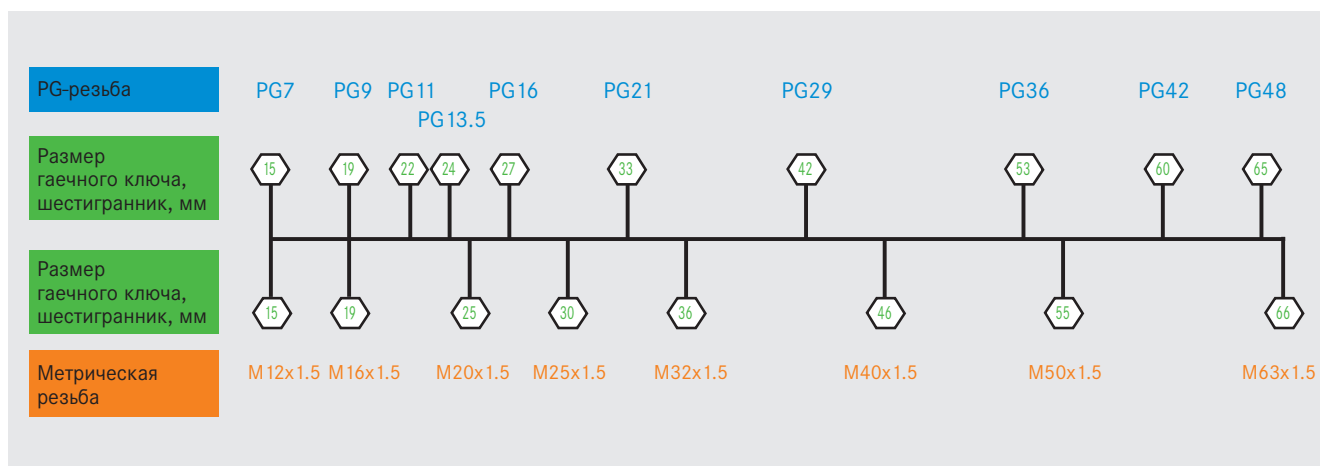 PG-резьба
PG7 PG9 PG11 PG16 PG21 PG29 PG36 PG42 PG48
PG13.5
Размер
гаечного ключа,
шестигранник, мм
15 19 22 24 27 33 42 53 60 65
Размер
гаечного ключа,
шестигранник, мм
15 19 25 30 36 46 55 66
Метрическая
резьба
M12x1.5 M16x1.5 M20x1.5 M25x1.5 M32x1.5 M40x1.5 M50x1.5 M63x1.5